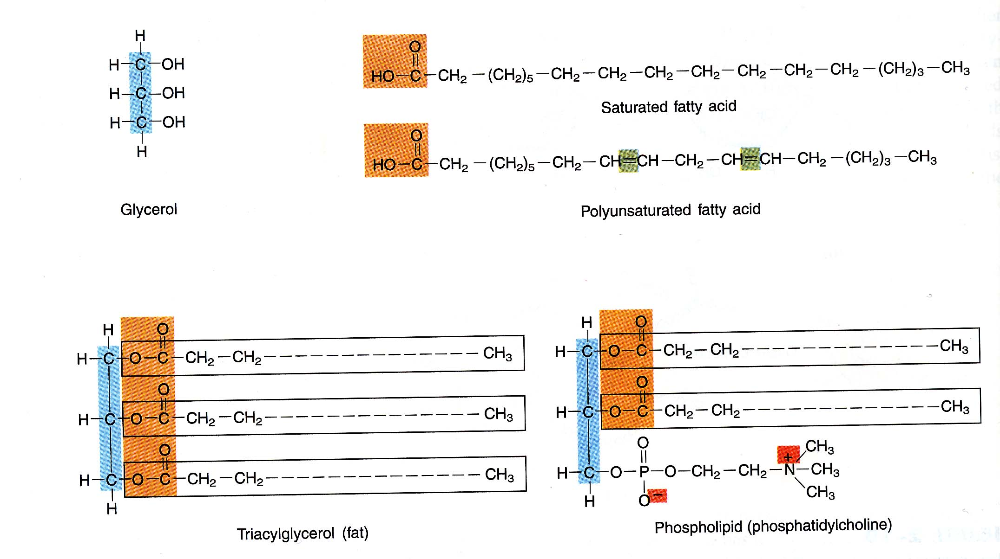 H
H–C–OH
H–C–OH
H–C–OH
H
Glycerol
O
HO–C–CH₂–(CH₂)₅–CH₂–CH₂–CH₂–CH₂–CH₂–CH₂–CH₂–(CH₂)₃–CH₃
Saturated fatty acid
O
HO–C–CH₂–(CH₂)₅–CH₂–CH=CH–CH₂–CH=CH–CH₂–(CH₂)₃–CH₃
Polyunsaturated fatty acid
H
O
H–C–O–C–CH₂–CH₂----------------CH₃
O
H–C–O–C–CH₂–CH₂----------------CH₃
O
H–C–O–C–CH₂–CH₂----------------CH₃
H
Triacylglycerol (fat)
H
O
H–C–O–C–CH₂–CH₂----------------CH₃
O
H–C–O–C–CH₂–CH₂----------------CH₃
O
+ CH₃
H–C–O–P–O–CH₂–CH₂–N–CH₃
CH₃
H
O−
Phospholipid (phosphatidylcholine)